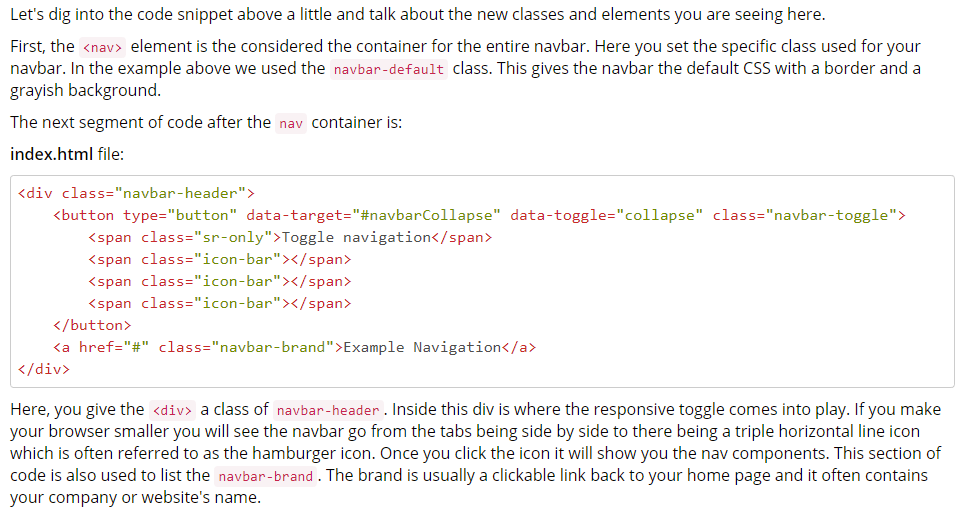 Let's dig into the code snippet above a little and talk about the new classes and elements you are seeing here.
First, the <nav> element is the considered the container for the entire navbar. Here you set the specific class used for your
navbar. In the example above we used the navbar-default class. This gives the navbar the default CSS with a border and a
grayish background.
The next segment of code after the nav container is:
index.html file:
<div class="navbar-header">
    <button type="button" data-target="#navbarCollapse" data-toggle="collapse" class="navbar-toggle">
        <span class="sr-only">Toggle navigation</span>
        <span class="icon-bar"></span>
        <span class="icon-bar"></span>
        <span class="icon-bar"></span>
    </button>
    <a href="#" class="navbar-brand">Example Navigation</a>
</div>
Here, you give the <div> a class of navbar-header. Inside this div is where the responsive toggle comes into play. If you make
your browser smaller you will see the navbar go from the tabs being side by side to there being a triple horizontal line icon
which is often referred to as the hamburger icon. Once you click the icon it will show you the nav components. This section of
code is also used to list the navbar-brand. The brand is usually a clickable link back to your home page and it often contains
your company or website's name.